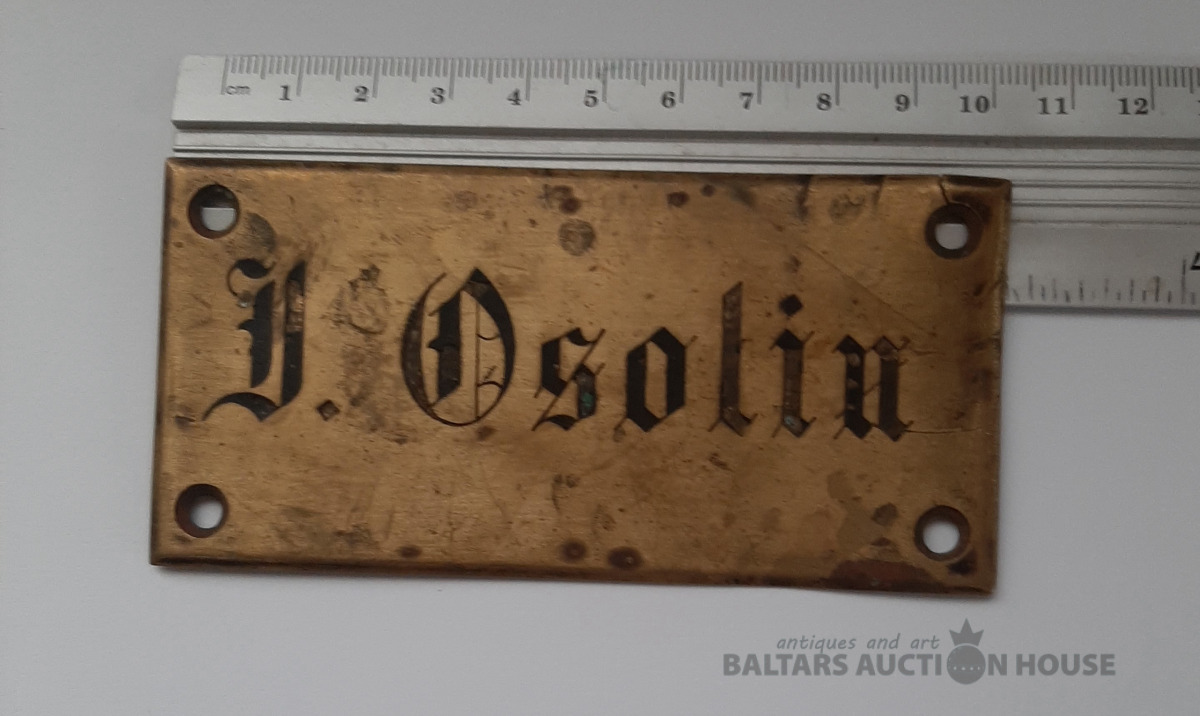 cm 1 2 3 4 5 6 7 8 9 10 11 12
J. Osolin
antiques and art
BALTARS AUCTION HOUSE